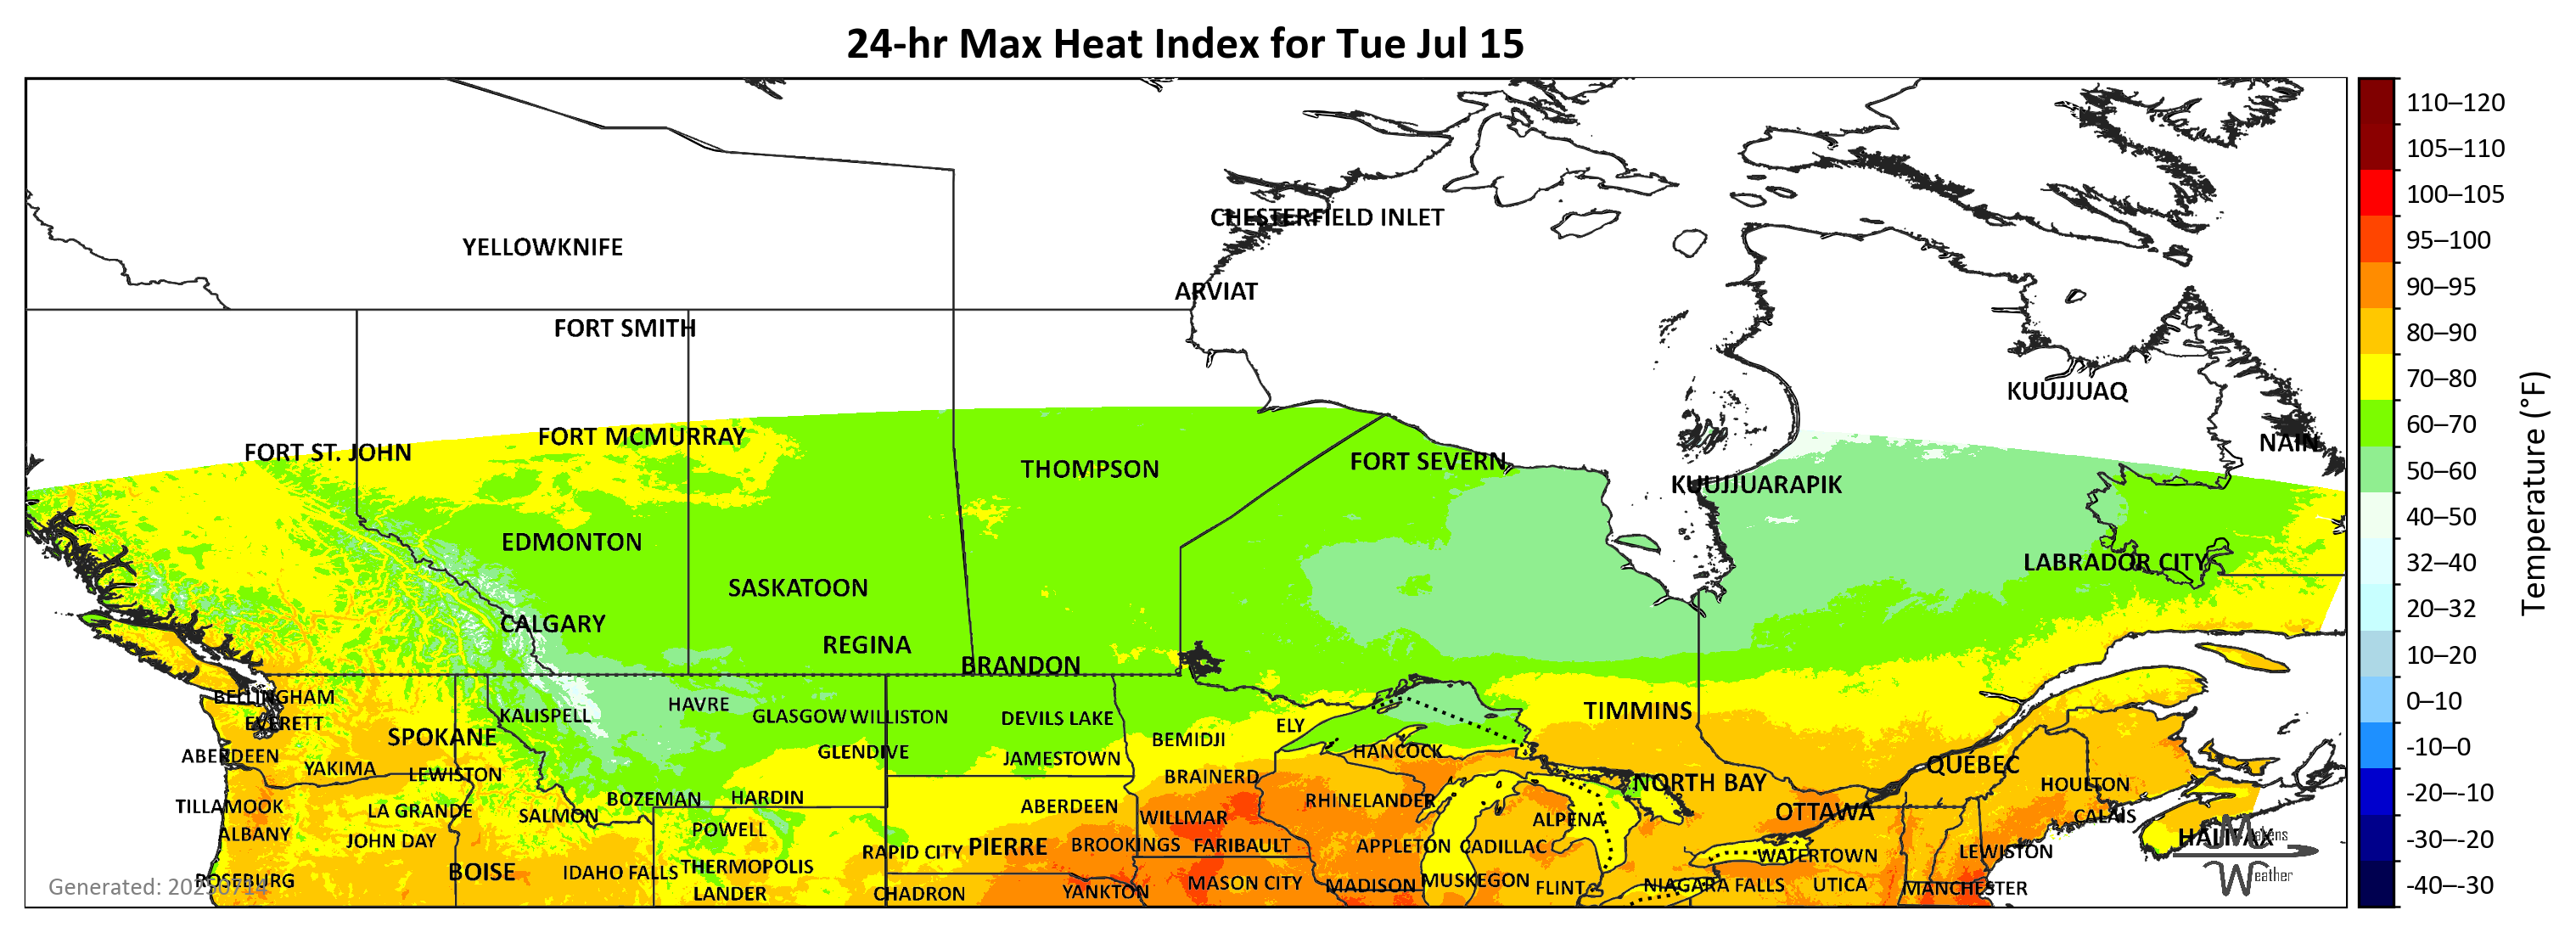 24-hr Max Heat Index for Tue Jul 15
110–120
105–110
CHESTERFIELD INLET
100–105
YELLOWKNIFE
95–100
ARVIAT
90–95
FORT SMITH
80–90
KUUJJUAQ
70–80
FORT ST. JOHN FORT MCMURRAY
60–70
NAIN
THOMPSON FORT SEVERN
50–60
KUUJJUARAPIK
40–50
EDMONTON
LABRADOR CITY
32–40
SASKATOON
20–32
CALGARY
REGINA
10–20
BRANDON
BELLINGHAM
HAVRE
0–10
KALISPELL GLASGOW WILLISTON DEVILS LAKE TIMMINS
EVERETT ELY
SPOKANE BEMIDJI
-10–0
ABERDEEN GLENDIVE JAMESTOWN HANCOCK
YAKIMA LEWISTON BRAINERD QUÉBEC
NORTH BAY HOULTON
-20–-10
TILLAMOOK LA GRANDE SALMON BOZEMAN HARDIN ABERDEEN RHINELANDER
WILLMAR ALPENA OTTAWA CALAIS
ALBANY JOHN DAY POWELL
-30–-20
HALIFAX
Makens
Weather
RAPID CITY PIERRE BROOKINGS FARIBAULT APPLETON CADILLAC WATERTOWN LEWISTON
BOISE IDAHO FALLS THERMOPOLIS
ROSEBURG MASON CITY MADISON MUSKEGON FLINT NIAGARA FALLS UTICA MANCHESTER
-40–-30
LANDER CHADRON YANKTON
Generated: 20250714
Temperature (°F)